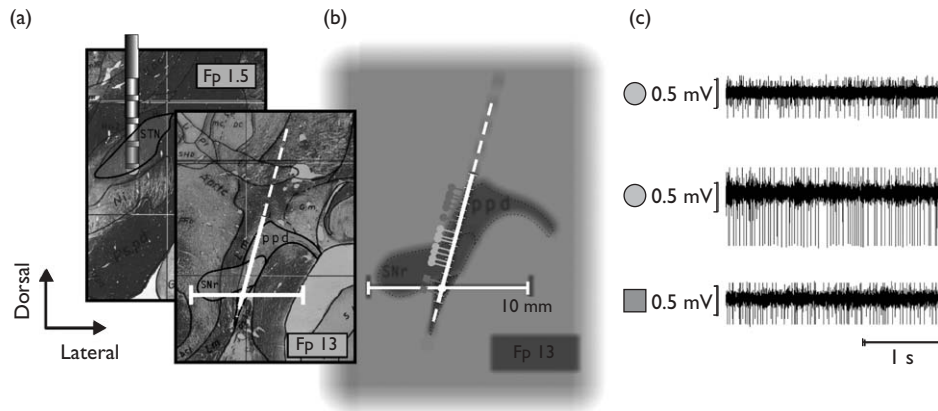 (a)
(b)
(c)
Fp 1.5
STN
SNr
ppd
Fp 13
Dorsal
Lateral
ppd
SNr
10 mm
Fp 13
0.5 mV
0.5 mV
0.5 mV
1 s